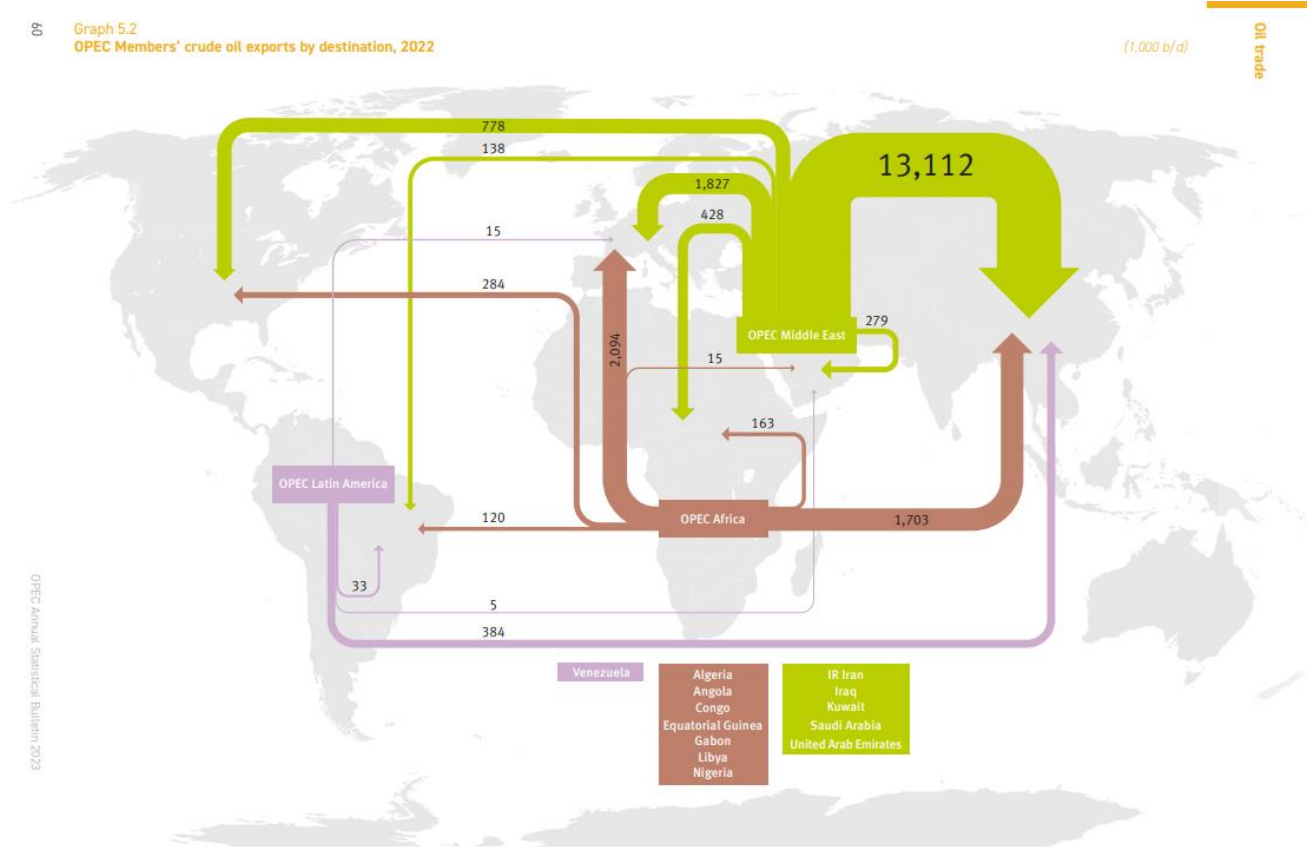 60
Graph 5.2
OPEC Members' crude oil exports by destination, 2022
(1,000 b/d)
Oil trade
778
138
13,112
1,827
428
15
284
2,094
OPEC Middle East
279
15
163
OPEC Latin America
OPEC Africa
120
1,703
33
5
384
Venezuela
Algeria
Angola
Congo
Equatorial Guinea
Gabon
Libya
Nigeria
IR Iran
Iraq
Kuwait
Saudi Arabia
United Arab Emirates
OPEC Annual Statistical Bulletin 2023